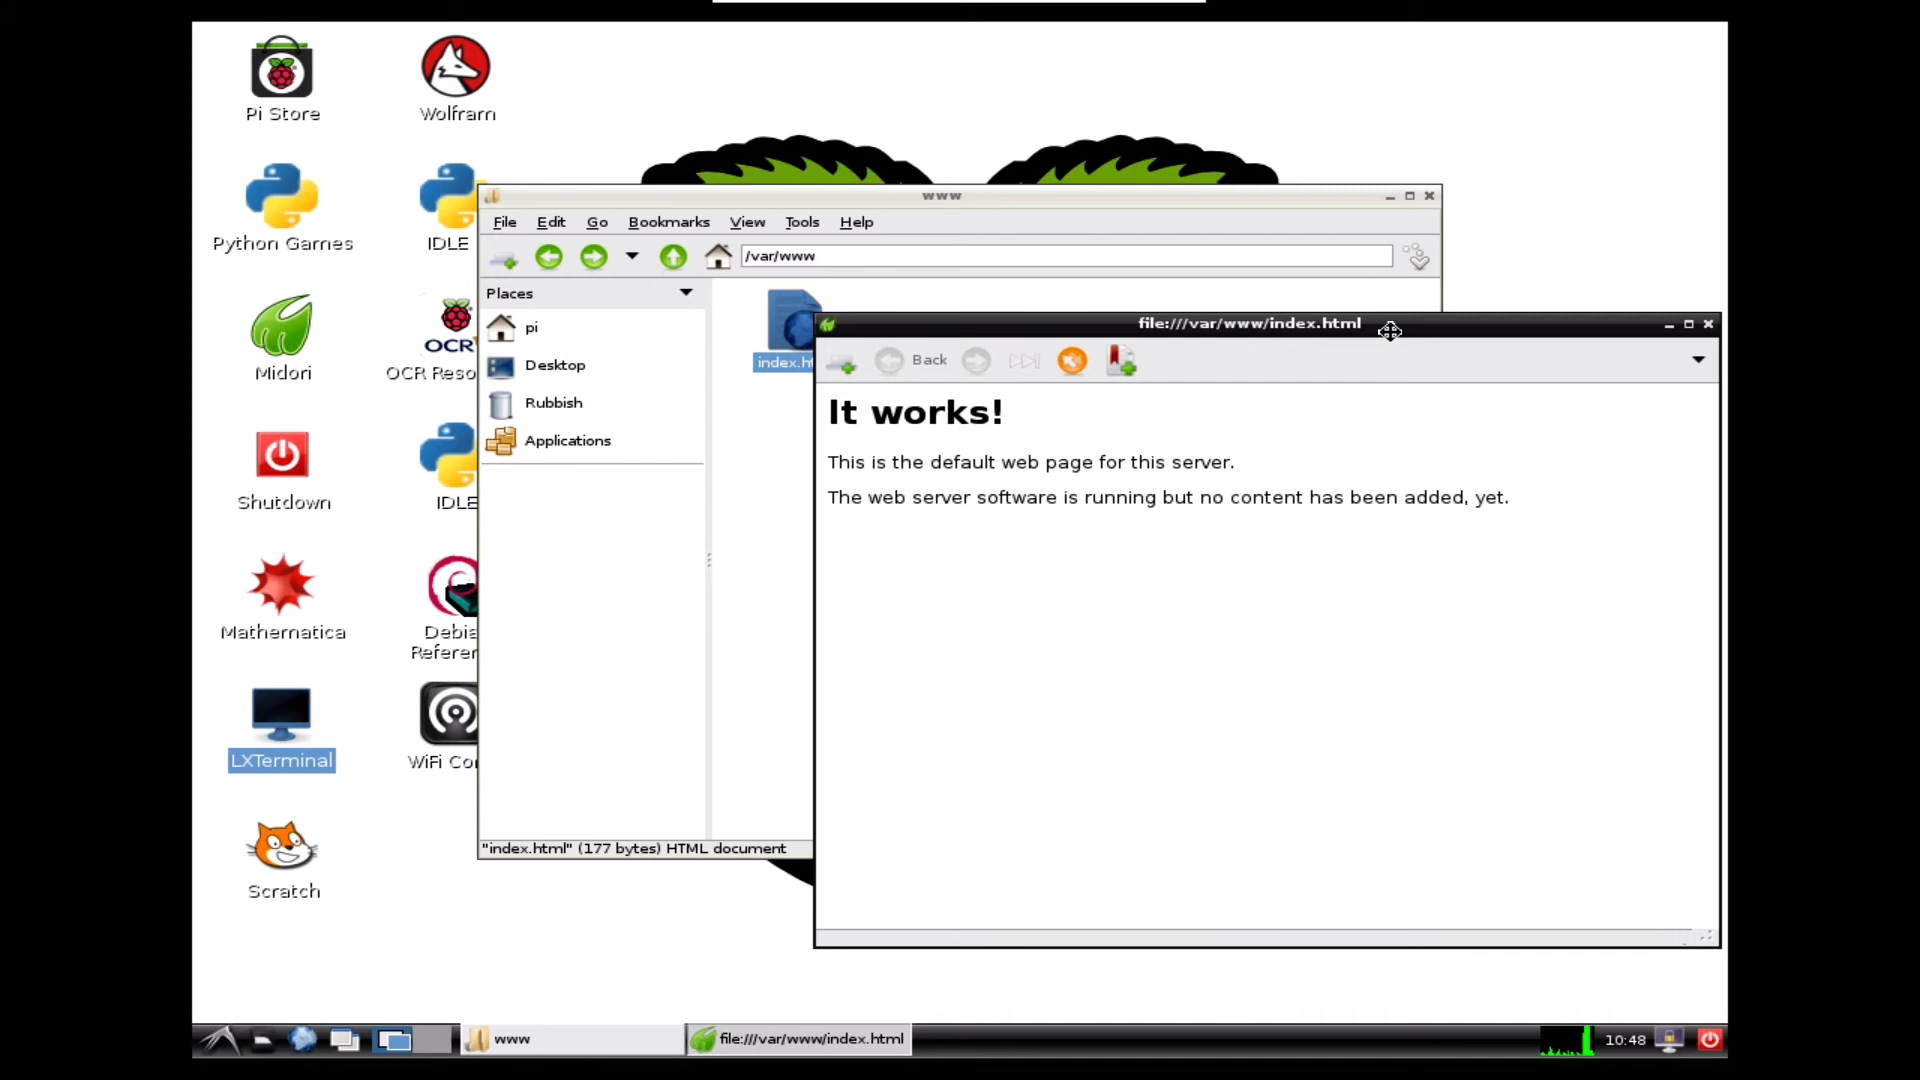 Pi Store
Wolfram
Python Games
IDLE
Midori
OCR
OCR Reso
Shutdown
IDLE
Mathematica
Debia
Referen
LXTerminal
WiFi Co
Scratch
www
File Edit Go Bookmarks View Tools Help
/var/www
Places
pi
Desktop
Rubbish
Applications
index.ht
"index.html" (177 bytes) HTML document
file:///var/www/index.html
Back
It works!
This is the default web page for this server.
The web server software is running but no content has been added, yet.
www
file:///var/www/index.html
10:48